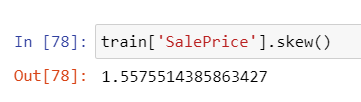 In [78]: train['SalePrice'].skew()
Out[78]: 1.5575514385863427